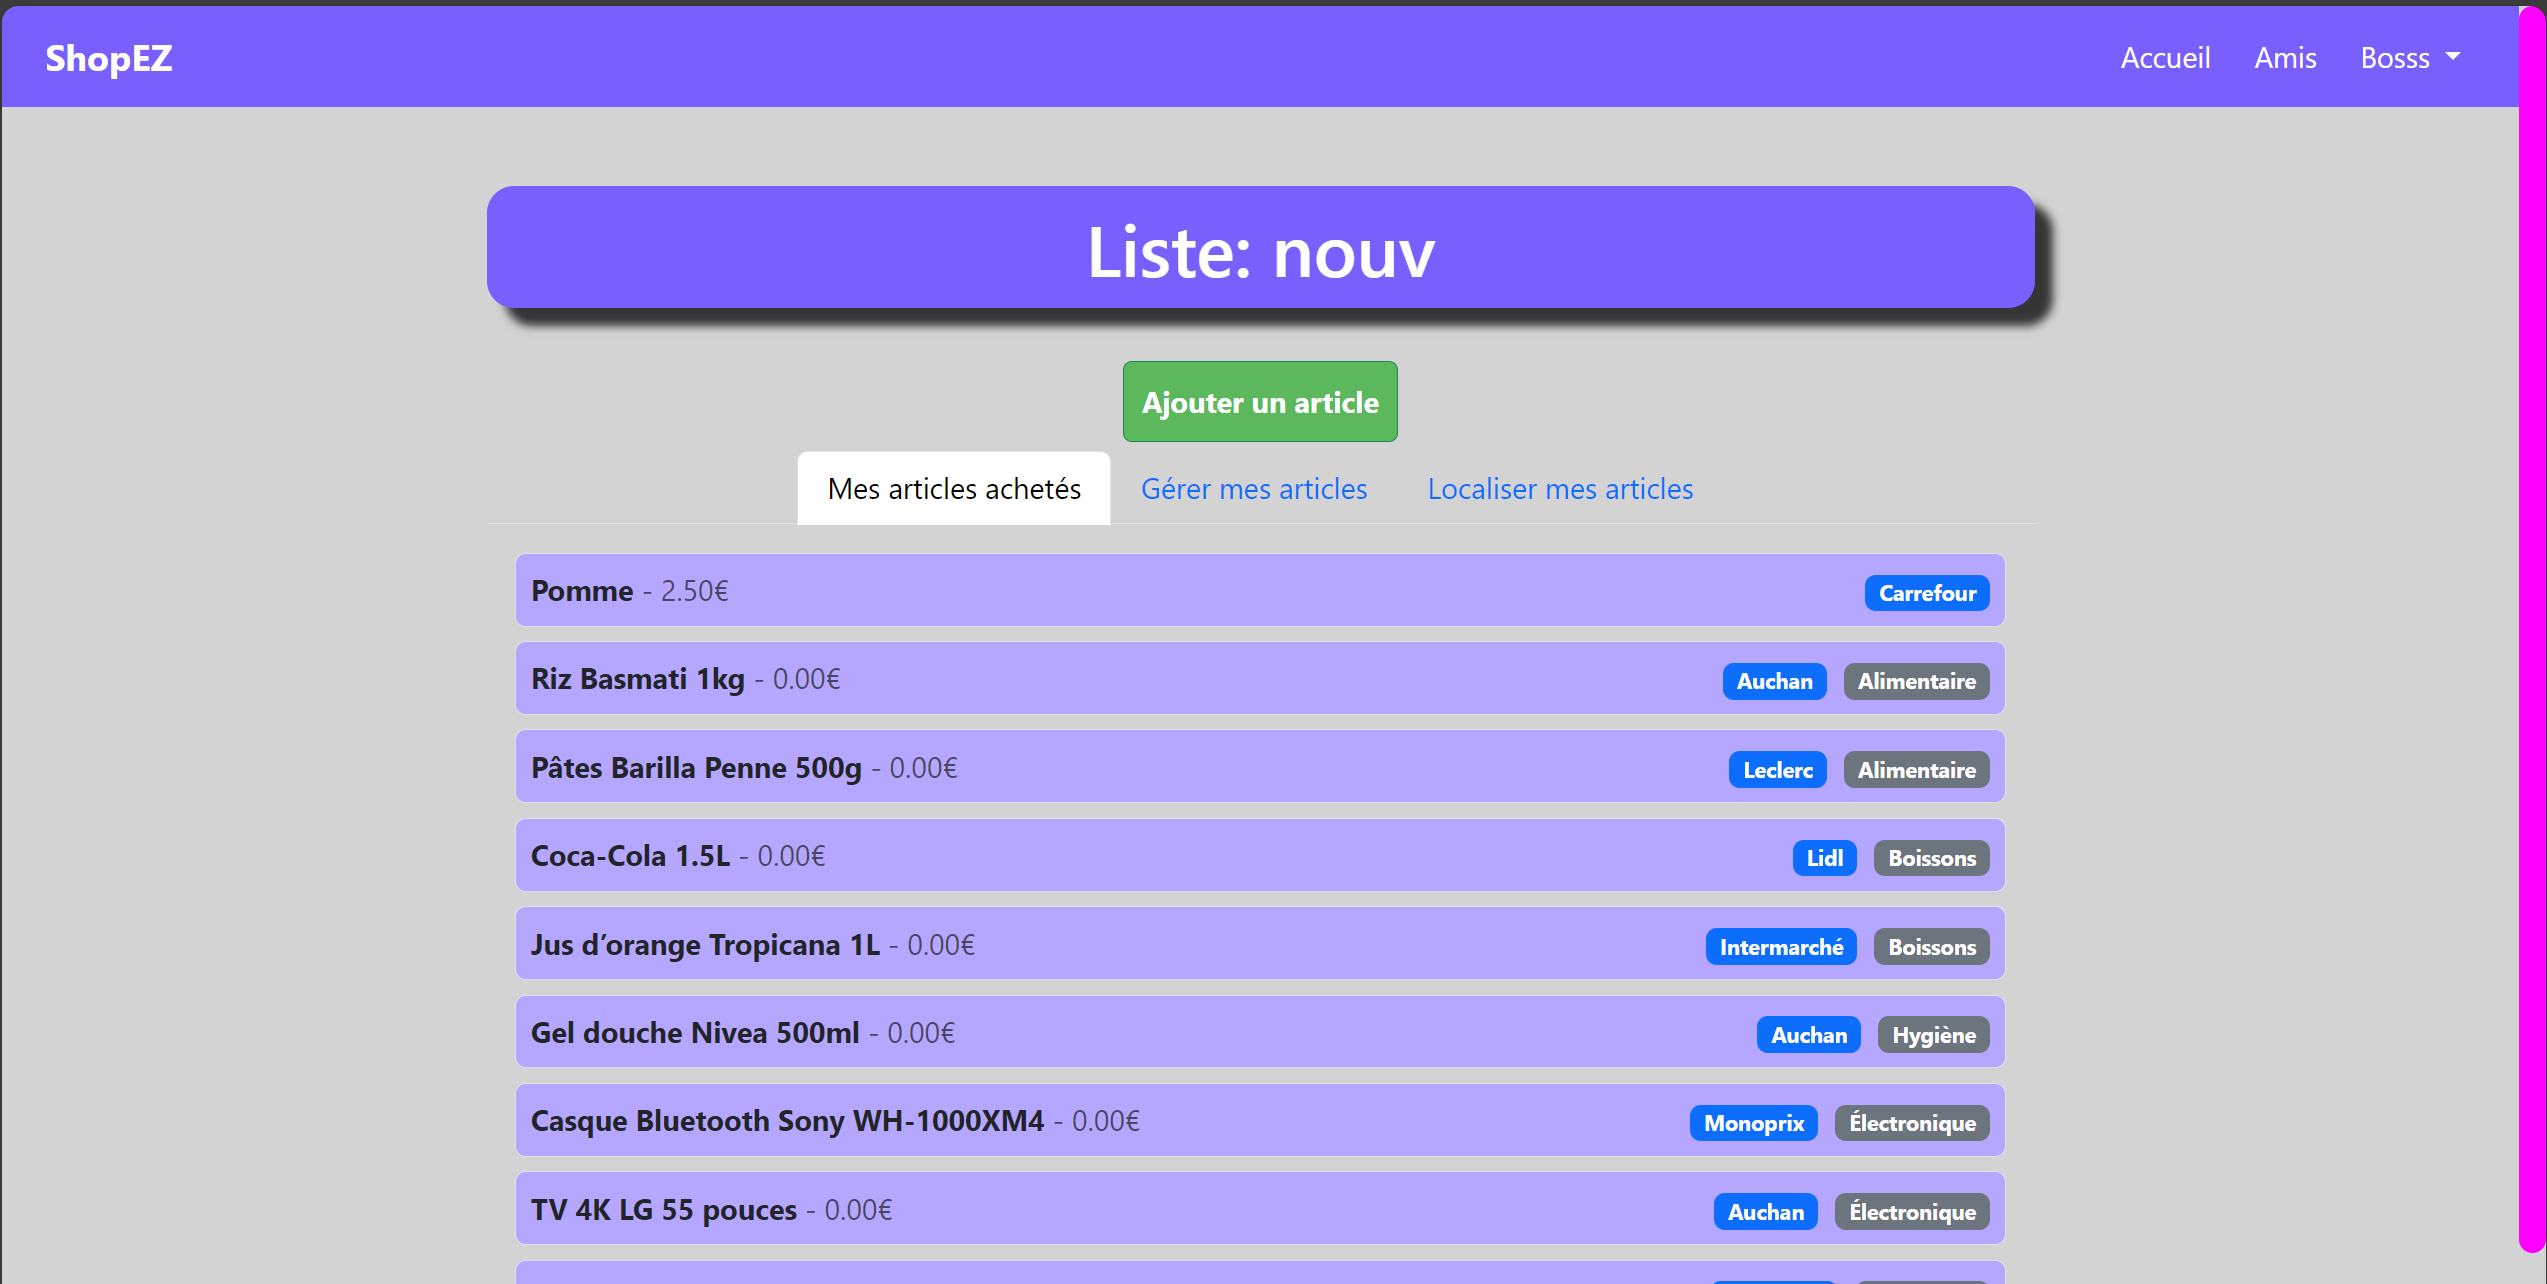 ShopEZ
Accueil Amis Bosss
Liste: nouv
Ajouter un article
Mes articles achetés Gérer mes articles Localiser mes articles
Pomme - 2.50€ Carrefour
Riz Basmati 1kg - 0.00€ Auchan Alimentaire
Pâtes Barilla Penne 500g - 0.00€ Leclerc Alimentaire
Coca-Cola 1.5L - 0.00€ Lidl Boissons
Jus d’orange Tropicana 1L - 0.00€ Intermarché Boissons
Gel douche Nivea 500ml - 0.00€ Auchan Hygiène
Casque Bluetooth Sony WH-1000XM4 - 0.00€ Monoprix Électronique
TV 4K LG 55 pouces - 0.00€ Auchan Électronique